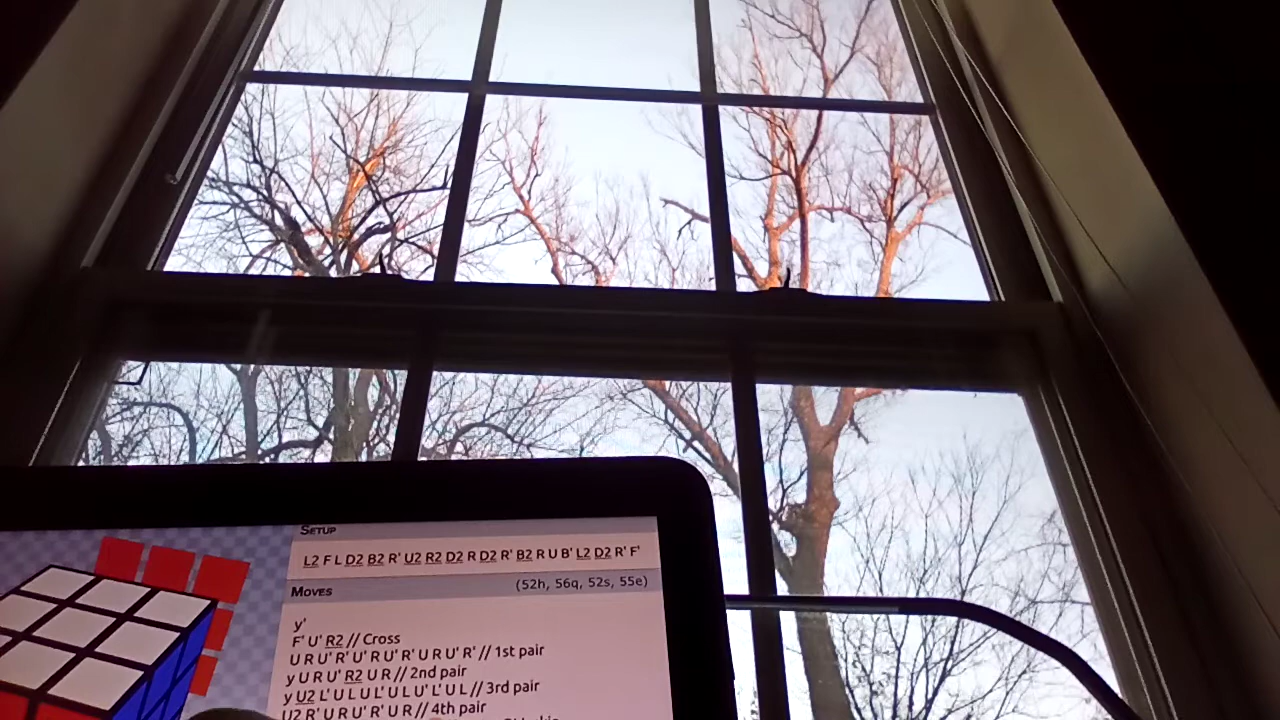 SETUP
L2 F L D2 B2 R' U2 R2 D2 R D2 R' B2 R U B' L2 D2 R' F'
MOVES (52h, 56q, 52s, 55e)
y'
F' U' R2 // Cross
U R U' R' U' R U' R' U R U' R' // 1st pair
y U R U' R2 U R // 2nd pair
y U2 L' U L U L' U L U' L' U L // 3rd pair
U2 R' U R U' R' U R // 4th pair